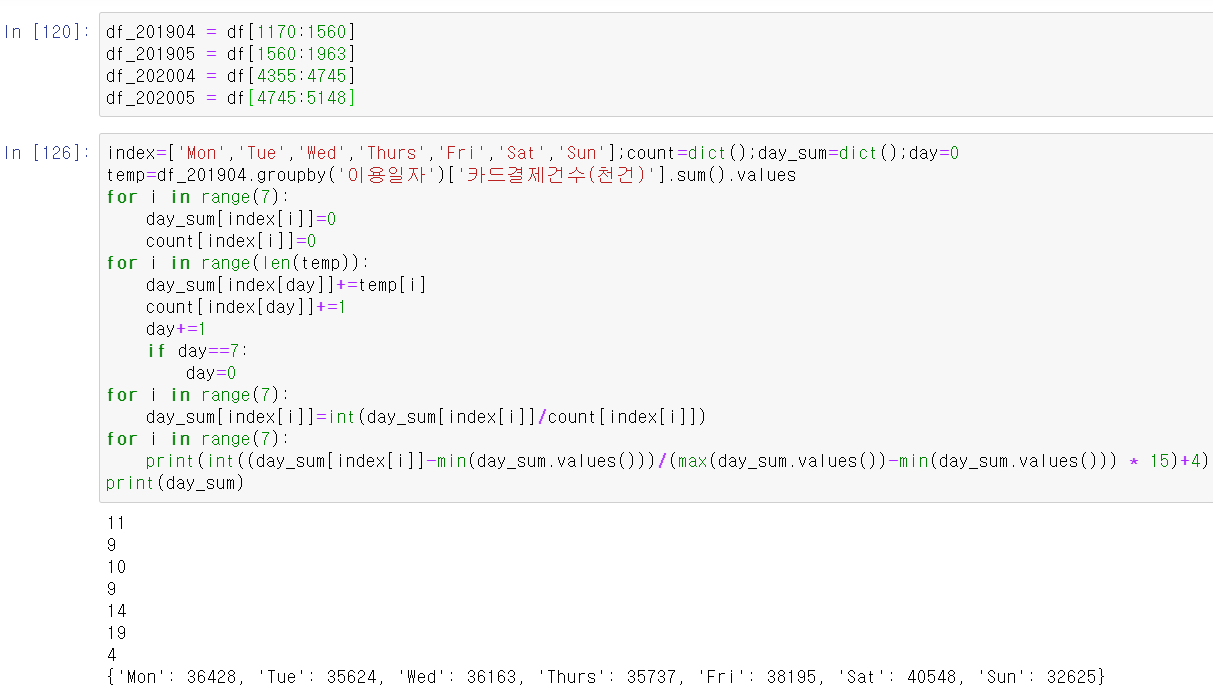 In [120]:
df_201904 = df[1170:1560]
df_201905 = df[1560:1963]
df_202004 = df[4355:4745]
df_202005 = df[4745:5148]
In [126]:
index=['Mon','Tue','Wed','Thurs','Fri','Sat','Sun'];count=dict();day_sum=dict();day=0
temp=df_201904.groupby('이용일자')['카드결제건수(천건)'].sum().values
for i in range(7):
    day_sum[index[i]]=0
    count[index[i]]=0
for i in range(len(temp)):
    day_sum[index[day]]+=temp[i]
    count[index[day]]+=1
    day+=1
    if day==7:
        day=0
for i in range(7):
    day_sum[index[i]]=int(day_sum[index[i]]/count[index[i]])
for i in range(7):
    print(int((day_sum[index[i]]-min(day_sum.values()))/(max(day_sum.values())-min(day_sum.values())) * 15)+4)
print(day_sum)
11
9
10
9
14
19
4
{'Mon': 36428, 'Tue': 35624, 'Wed': 36163, 'Thurs': 35737, 'Fri': 38195, 'Sat': 40548, 'Sun': 32625}